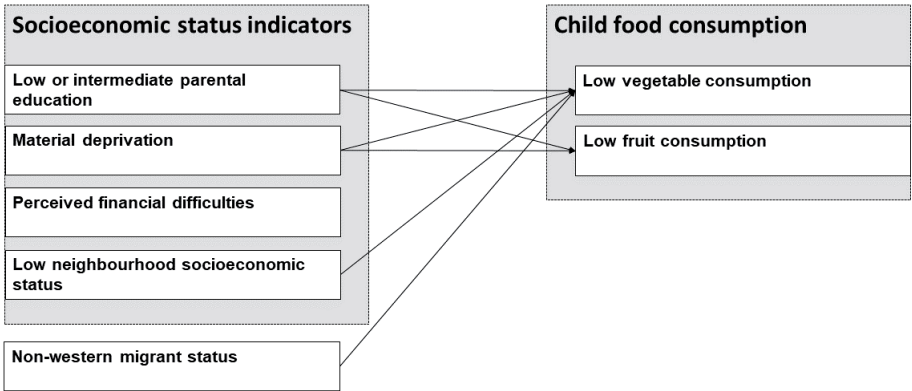 Socioeconomic status indicators
Low or intermediate parental
education
Material deprivation
Perceived financial difficulties
Low neighbourhood socioeconomic
status
Non-western migrant status
Child food consumption
Low vegetable consumption
Low fruit consumption